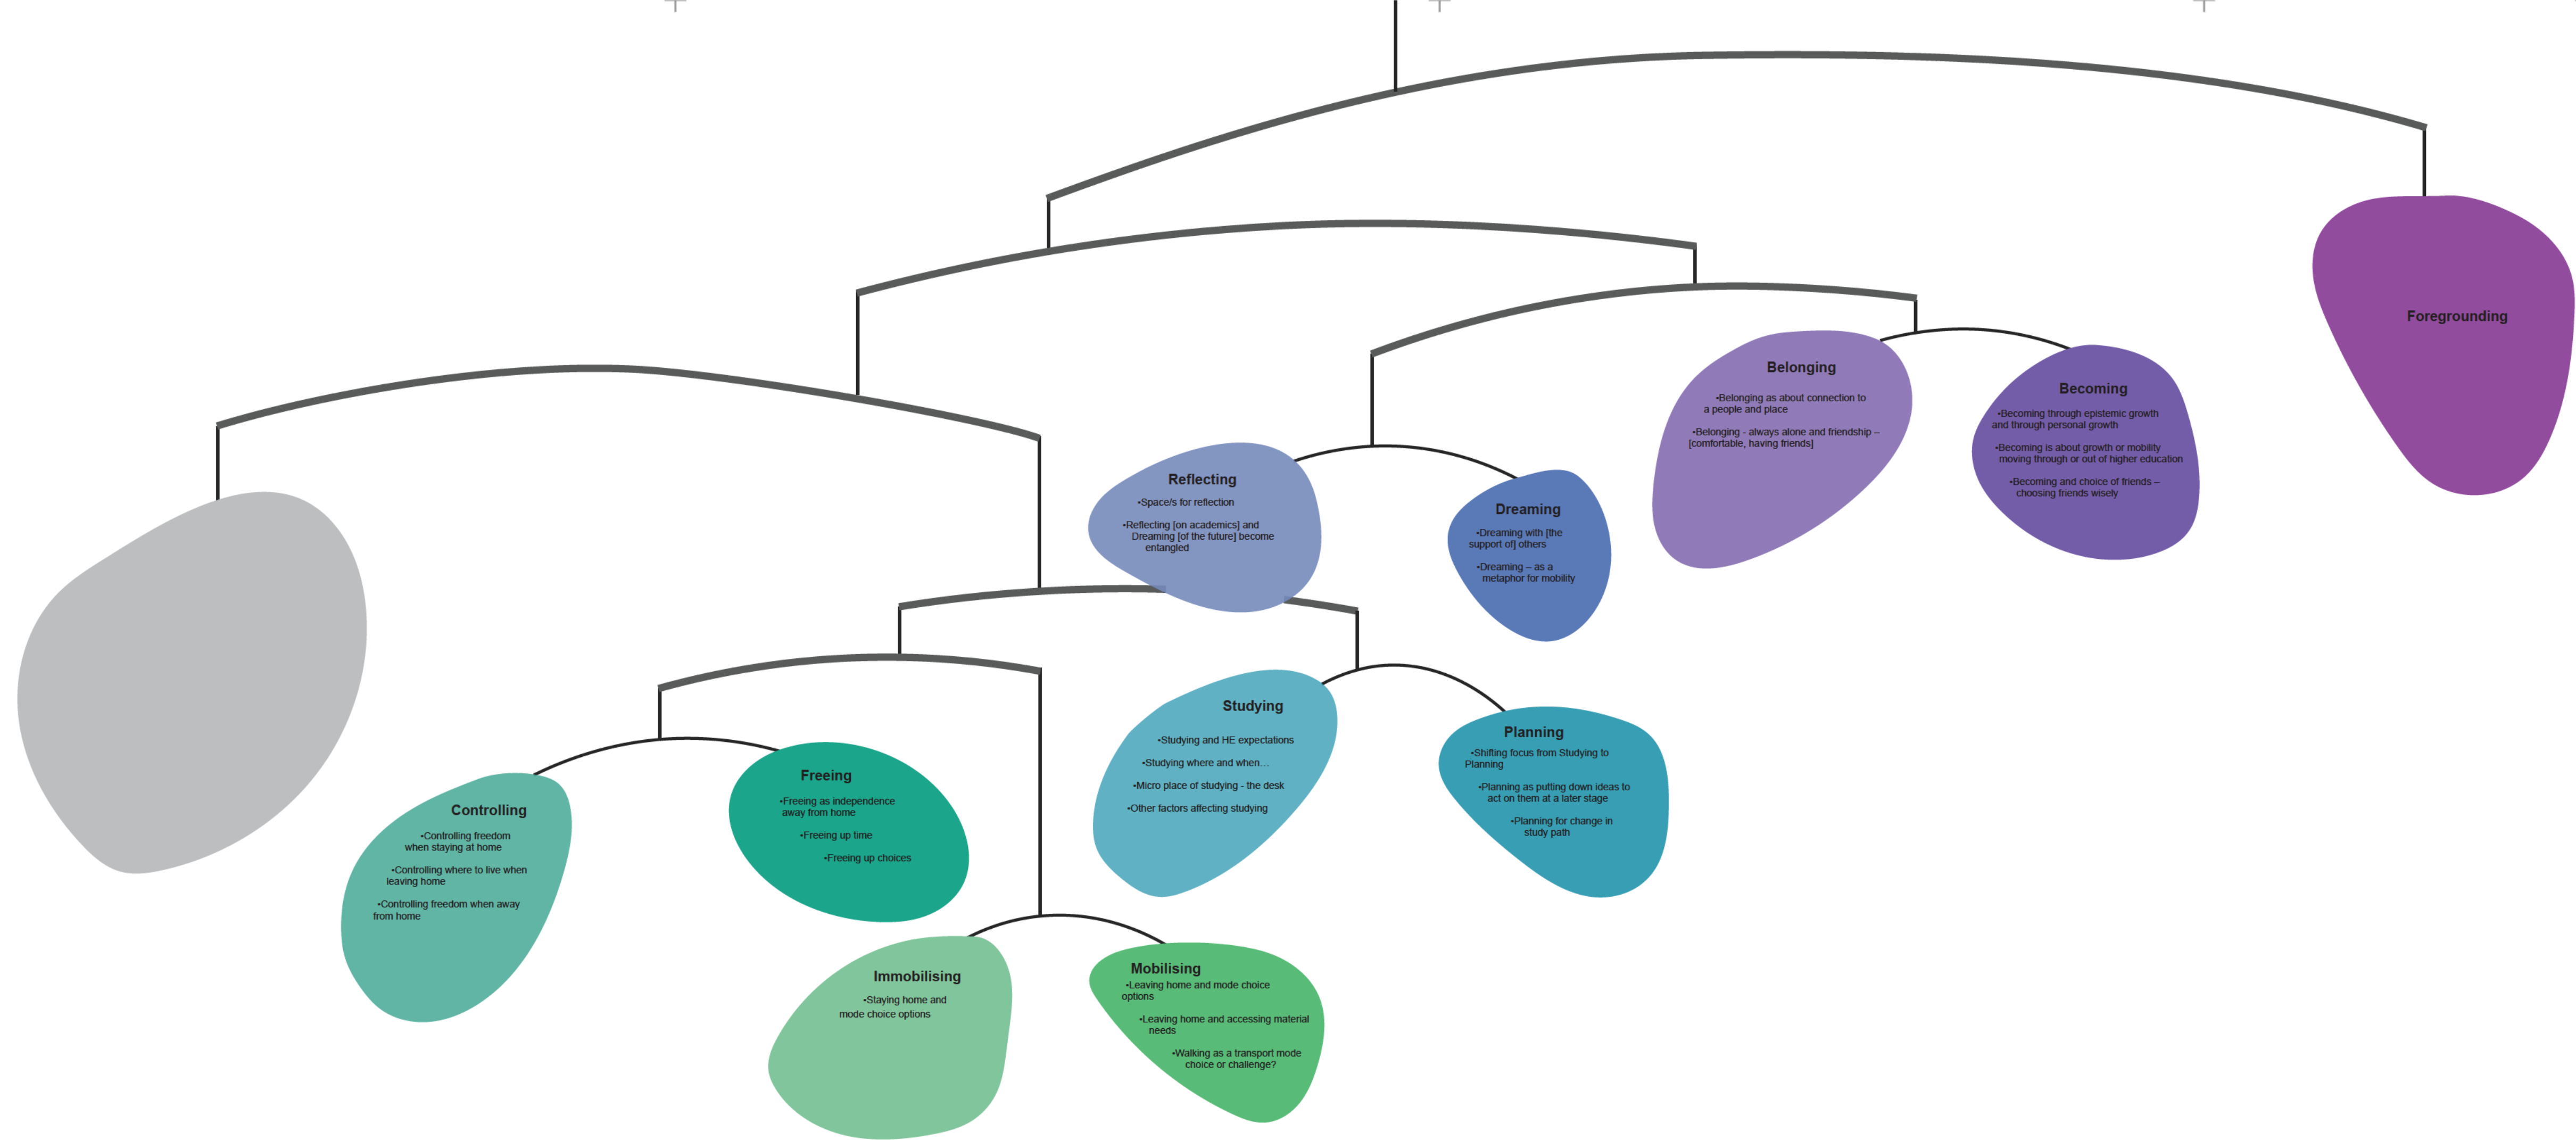 Foregrounding
Belonging
•Belonging as about connection to
a people and place
•Belonging - always alone and friendship –
[comfortable, having friends]
Becoming
•Becoming through epistemic growth
and through personal growth
•Becoming is about growth or mobility
moving through or out of higher education
•Becoming and choice of friends –
choosing friends wisely
Reflecting
•Space/s for reflection
•Reflecting [on academics] and
Dreaming [of the future] become
entangled
Dreaming
•Dreaming with [the
support of] others
•Dreaming – as a
metaphor for mobility
Studying
•Studying and HE expectations
•Studying where and when…
•Micro place of studying - the desk
•Other factors affecting studying
Planning
•Shifting focus from Studying to
Planning
•Planning as putting down ideas to
act on them at a later stage
•Planning for change in
study path
Controlling
•Controlling freedom
when staying at home
•Controlling where to live when
leaving home
•Controlling freedom when away
from home
Freeing
•Freeing as independence
away from home
•Freeing up time
•Freeing up choices
Immobilising
•Staying home and
mode choice options
Mobilising
•Leaving home and mode choice
options
•Leaving home and accessing material
needs
•Walking as a transport mode
choice or challenge?